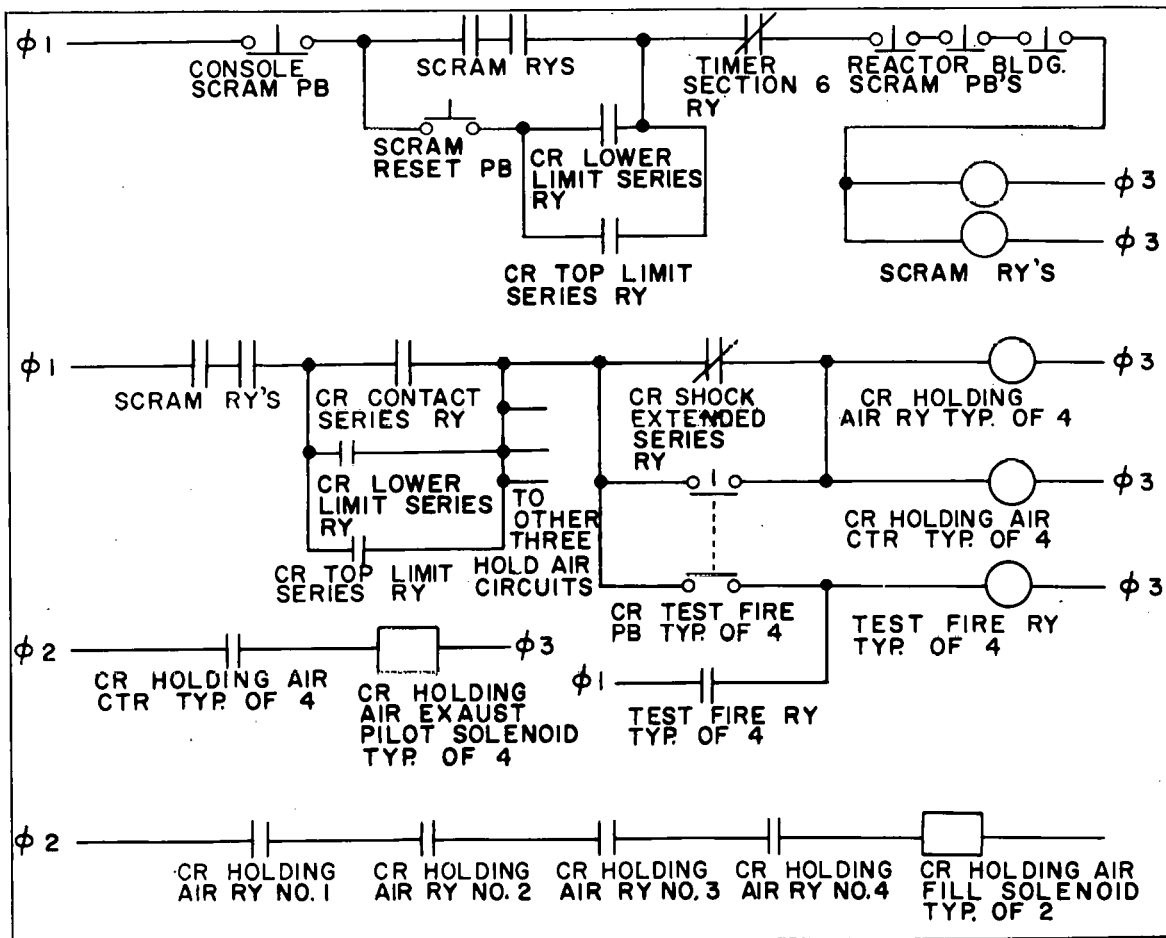 ϕ1
CONSOLE
SCRAM PB
SCRAM RYS
TIMER
SECTION 6
RY
REACTOR BLDG.
SCRAM PB'S
SCRAM
RESET PB
CR LOWER
LIMIT SERIES
RY
CR TOP LIMIT
SERIES RY
ϕ3
ϕ3
SCRAM RY'S
ϕ1
SCRAM RY'S
CR CONTACT
SERIES RY
CR LOWER
LIMIT SERIES
RY
CR TOP LIMIT
SERIES RY
TO
OTHER
THREE
HOLD AIR
CIRCUITS
CR SHOCK
EXTENDED
SERIES
RY
ϕ3
CR HOLDING
AIR RY TYP. OF 4
ϕ3
CR HOLDING AIR
CTR TYP. OF 4
CR TEST FIRE
PB TYP. OF 4
ϕ3
TEST FIRE RY
TYP. OF 4
ϕ1
TEST FIRE RY
TYP. OF 4
ϕ2
CR HOLDING AIR
CTR TYP. OF 4
ϕ3
CR HOLDING
AIR EXAUST
PILOT SOLENOID
TYP. OF 4
ϕ2
CR HOLDING
AIR RY NO. 1
CR HOLDING
AIR RY NO. 2
CR HOLDING
AIR RY NO. 3
CR HOLDING
AIR RY NO. 4
CR HOLDING AIR
FILL SOLENOID
TYP. OF 2